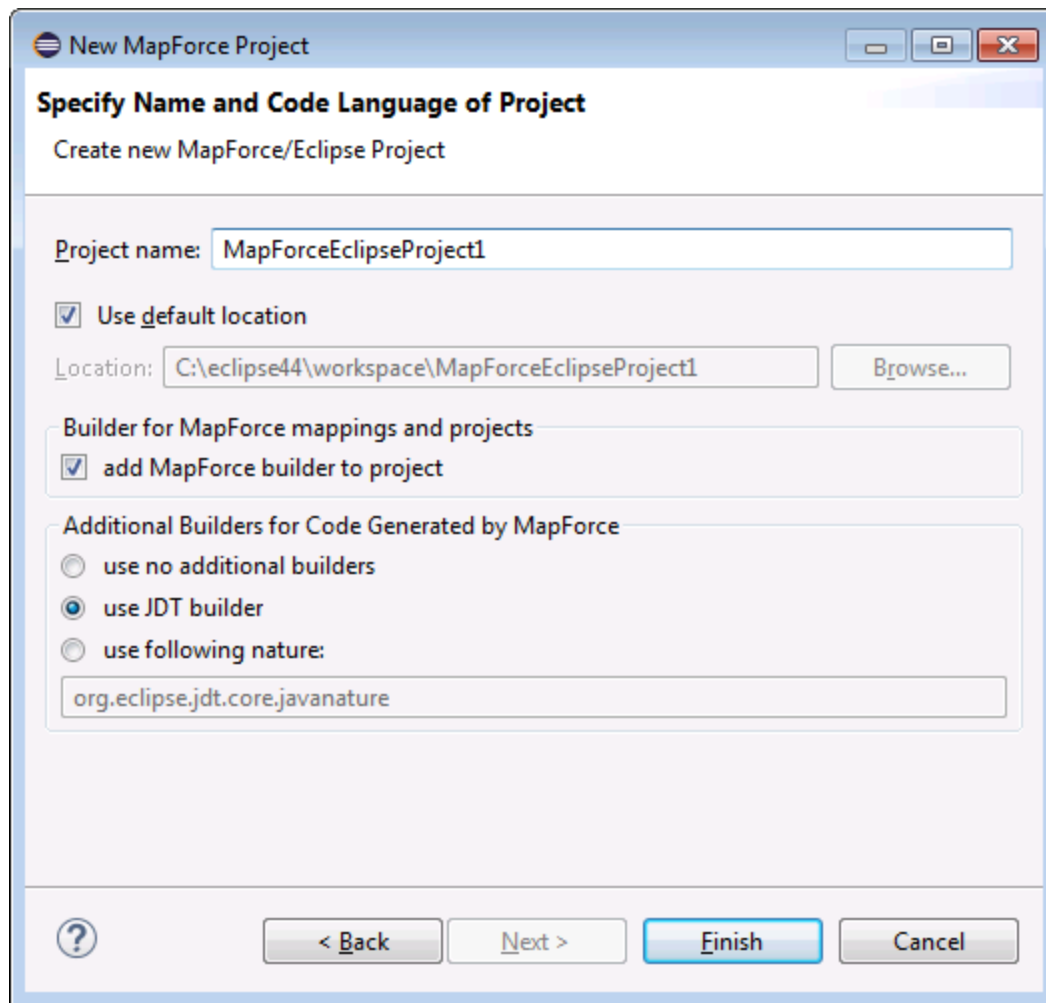 New MapForce Project
Specify Name and Code Language of Project
Create new MapForce/Eclipse Project
Project name: MapForceEclipseProject1
Use default location
Location: C:\eclipse44\workspace\MapForceEclipseProject1 Browse...
Builder for MapForce mappings and projects
add MapForce builder to project
Additional Builders for Code Generated by MapForce
use no additional builders
use JDT builder
use following nature:
org.eclipse.jdt.core.javanature
? < Back Next > Finish Cancel